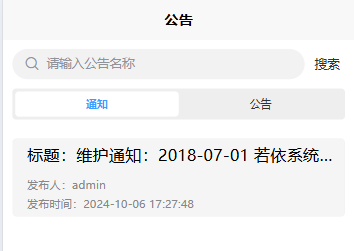 公告
请输入公告名称 搜索
通知 公告
标题：维护通知：2018-07-01 若依系统...
发布人：admin
发布时间：2024-10-06 17:27:48